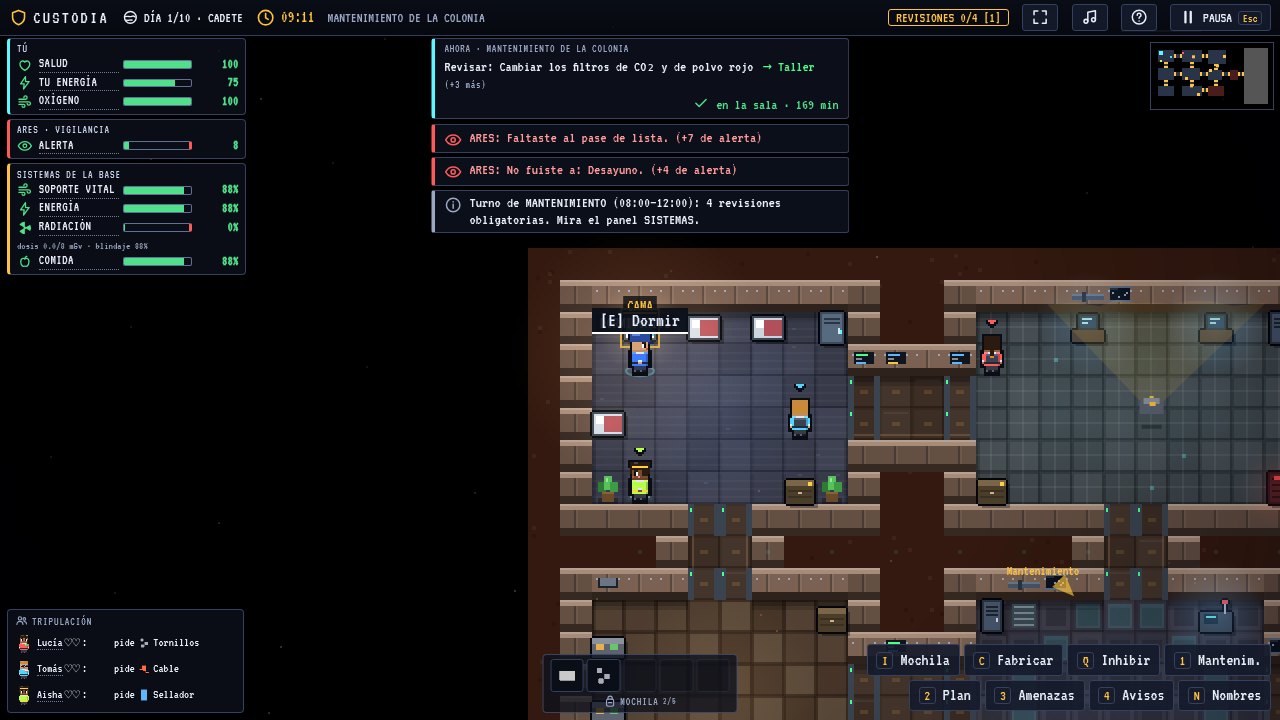 CUSTODIA
DÍA 1/10 · CADETE
09:11
MANTENIMIENTO DE LA COLONIA
REVISIONES 0/4 [1]
PAUSA Esc
TÚ
SALUD 100
TU ENERGÍA 75
OXÍGENO 100
ARES · VIGILANCIA
ALERTA 8
SISTEMAS DE LA BASE
SOPORTE VITAL 88%
ENERGÍA 88%
RADIACIÓN 0%
dosis 0.0/8 mGv · blindaje 88%
COMIDA 88%
AHORA · MANTENIMIENTO DE LA COLONIA
Revisar: Cambiar los filtros de CO2 y de polvo rojo → Taller
(+3 más)
en la sala · 169 min
ARES: Faltaste al pase de lista. (+7 de alerta)
ARES: No fuiste a: Desayuno. (+4 de alerta)
Turno de MANTENIMIENTO (08:00–12:00): 4 revisiones
obligatorias. Mira el panel SISTEMAS.
CAMA
[E] Dormir
Mantenimiento
TRIPULACIÓN
Lucía♡♡: pide Tornillos
Tomás♡♡: pide Cable
Aisha♡♡: pide Sellador
MOCHILA 2/6
I Mochila
C Fabricar
Q Inhibir
1 Mantenim.
2 Plan
3 Amenazas
4 Avisos
N Nombres